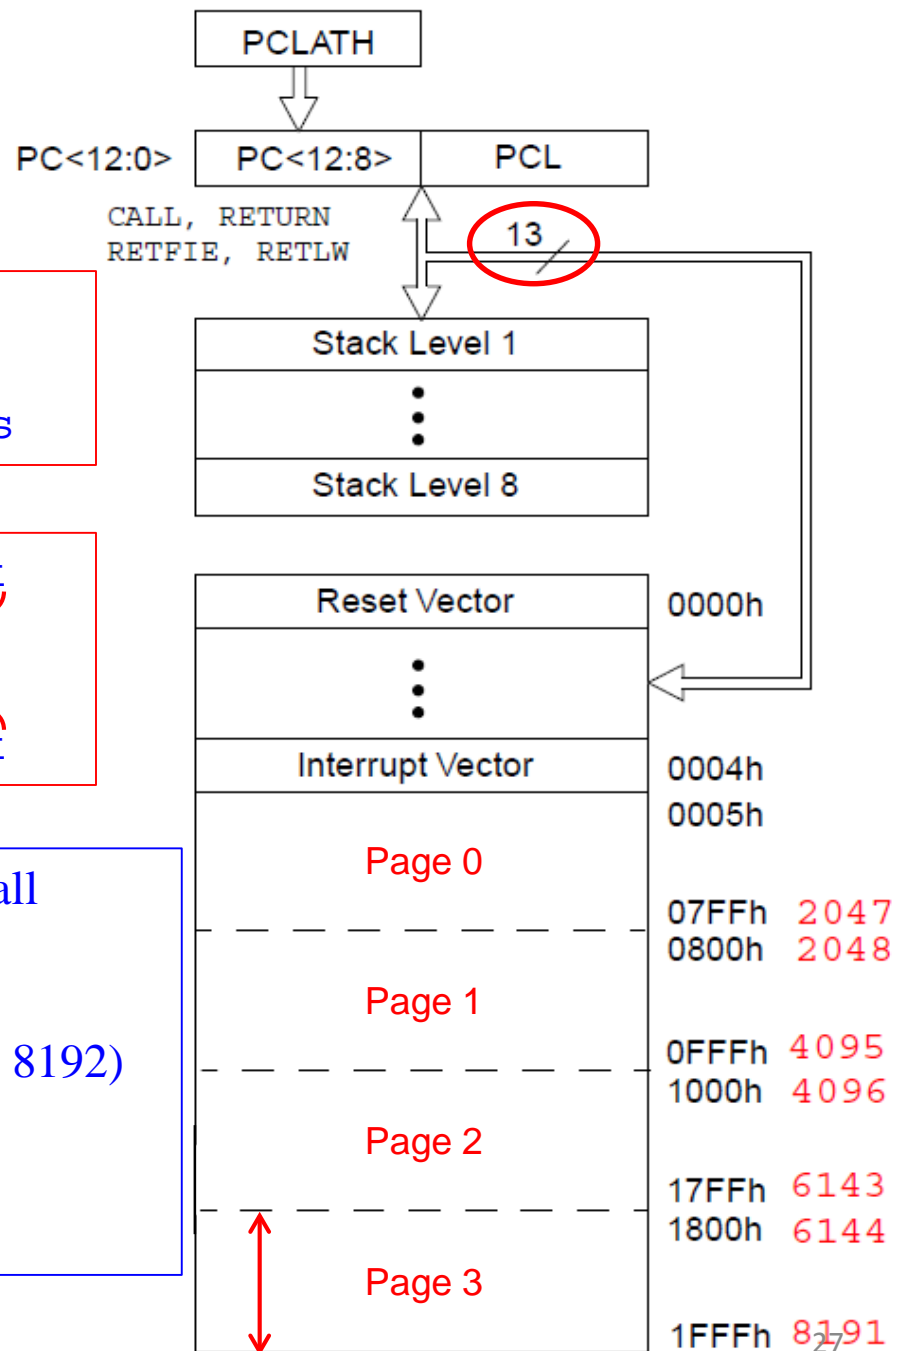 PCLATH
PC<12:0> PC<12:8> PCL
CALL, RETURN
RETFIE, RETLW
13
Stack Level 1
Stack Level 8
Reset Vector 0000h
Interrupt Vector 0004h
0005h
Page 0
all
07FFh 2047
0800h 2048
Page 1
8192)
0FFFh 4095
1000h 4096
Page 2
17FFh 6143
1800h 6144
Page 3
1FFFh 8191
27